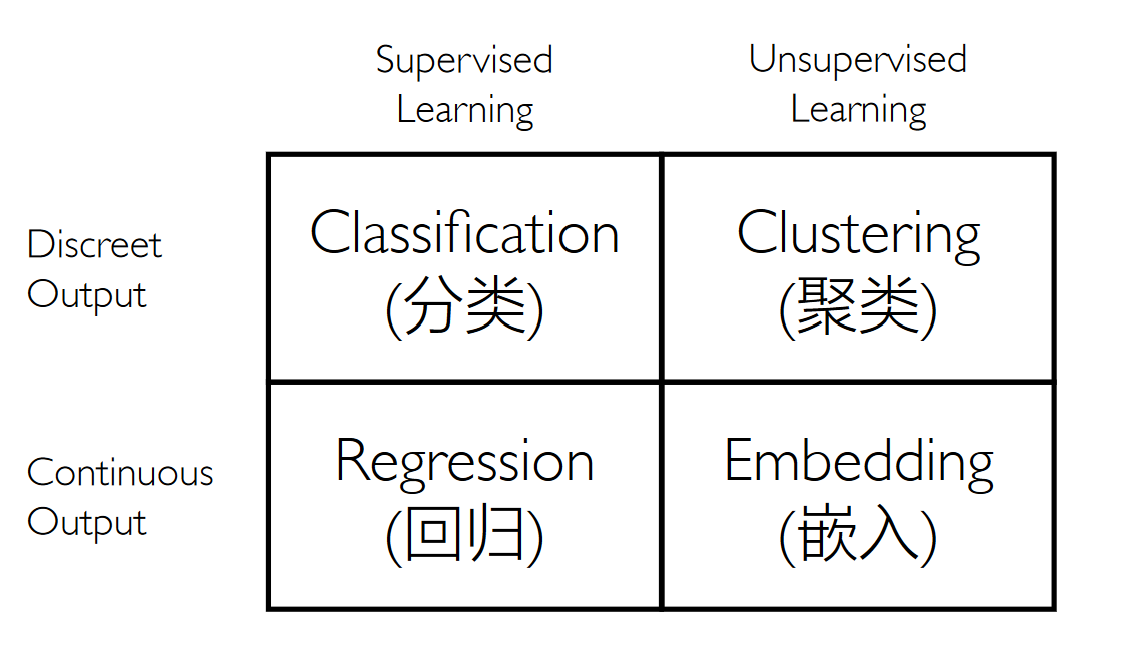 Supervised
Learning
Unsupervised
Learning
Discreet
Output
Classification
(分类)
Clustering
(聚类)
Continuous
Output
Regression
(回归)
Embedding
(嵌入)